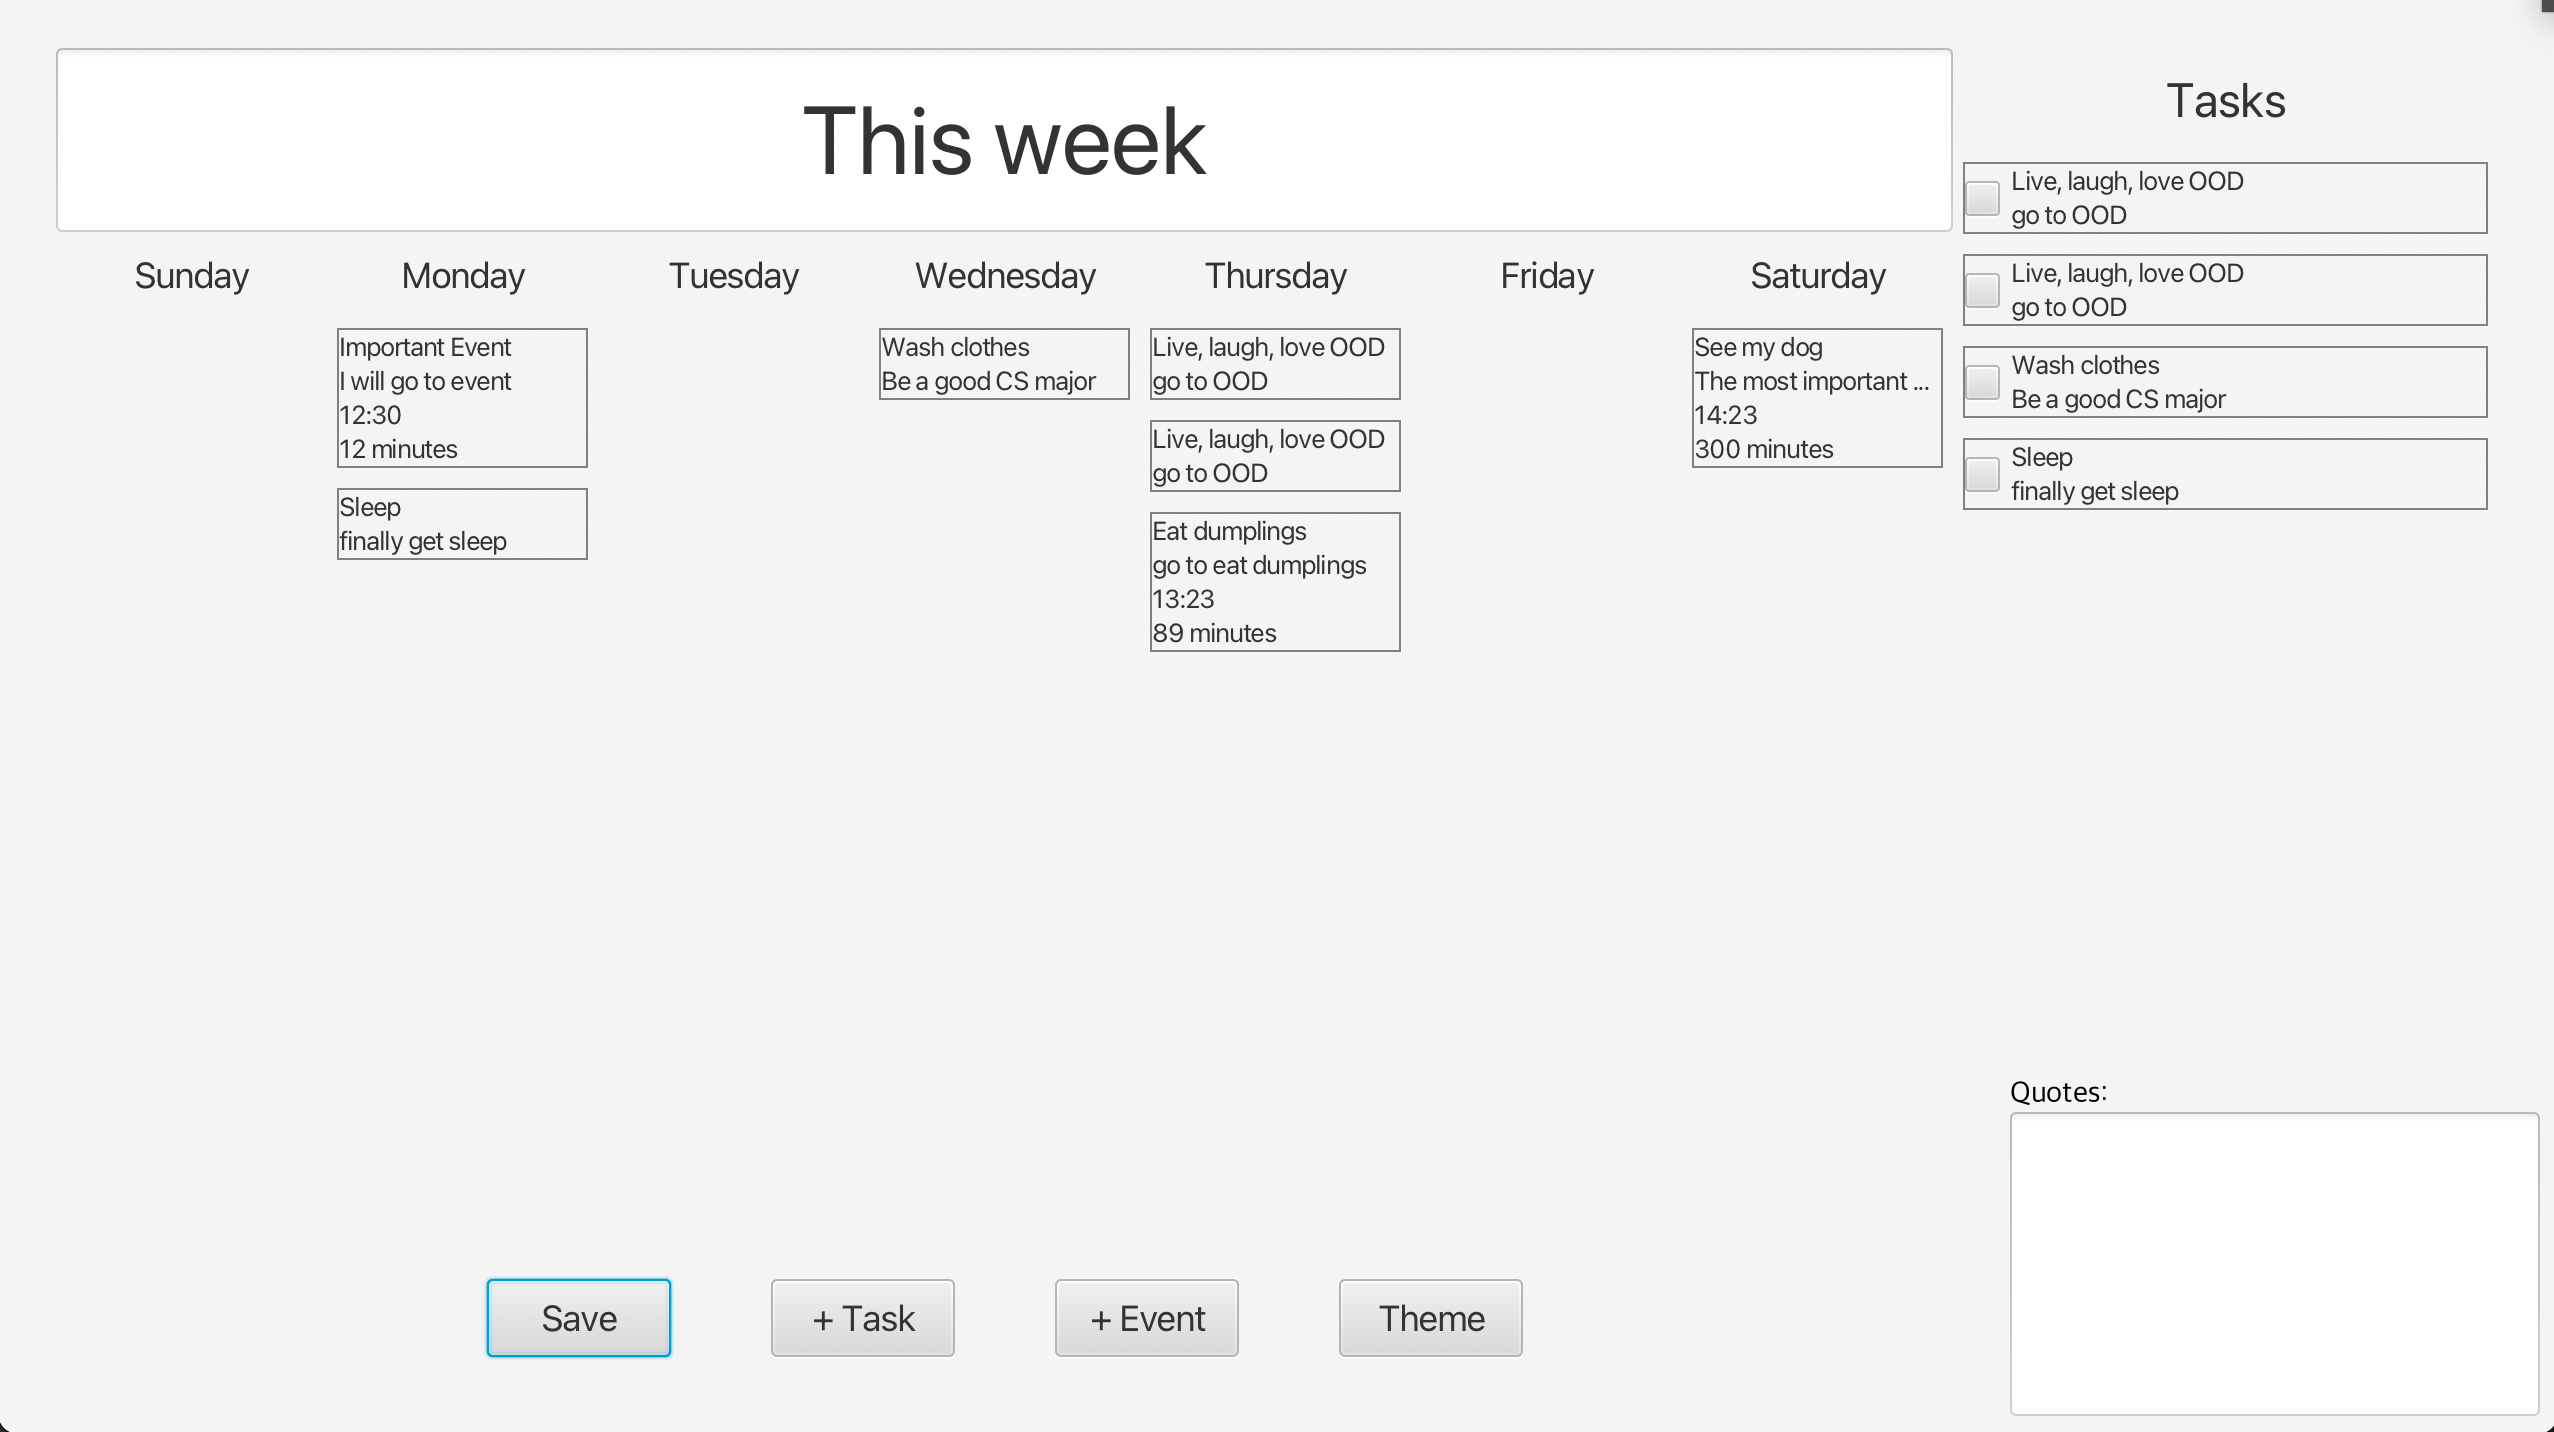 This week
Sunday
Monday
Important Event
I will go to event
12:30
12 minutes
Sleep
finally get sleep
Tuesday
Wednesday
Wash clothes
Be a good CS major
Thursday
Live, laugh, love OOD
go to OOD
Live, laugh, love OOD
go to OOD
Eat dumplings
go to eat dumplings
13:23
89 minutes
Friday
Saturday
See my dog
The most important ...
14:23
300 minutes
Tasks
Live, laugh, love OOD
go to OOD
Live, laugh, love OOD
go to OOD
Wash clothes
Be a good CS major
Sleep
finally get sleep
Quotes:
Save
+ Task
+ Event
Theme